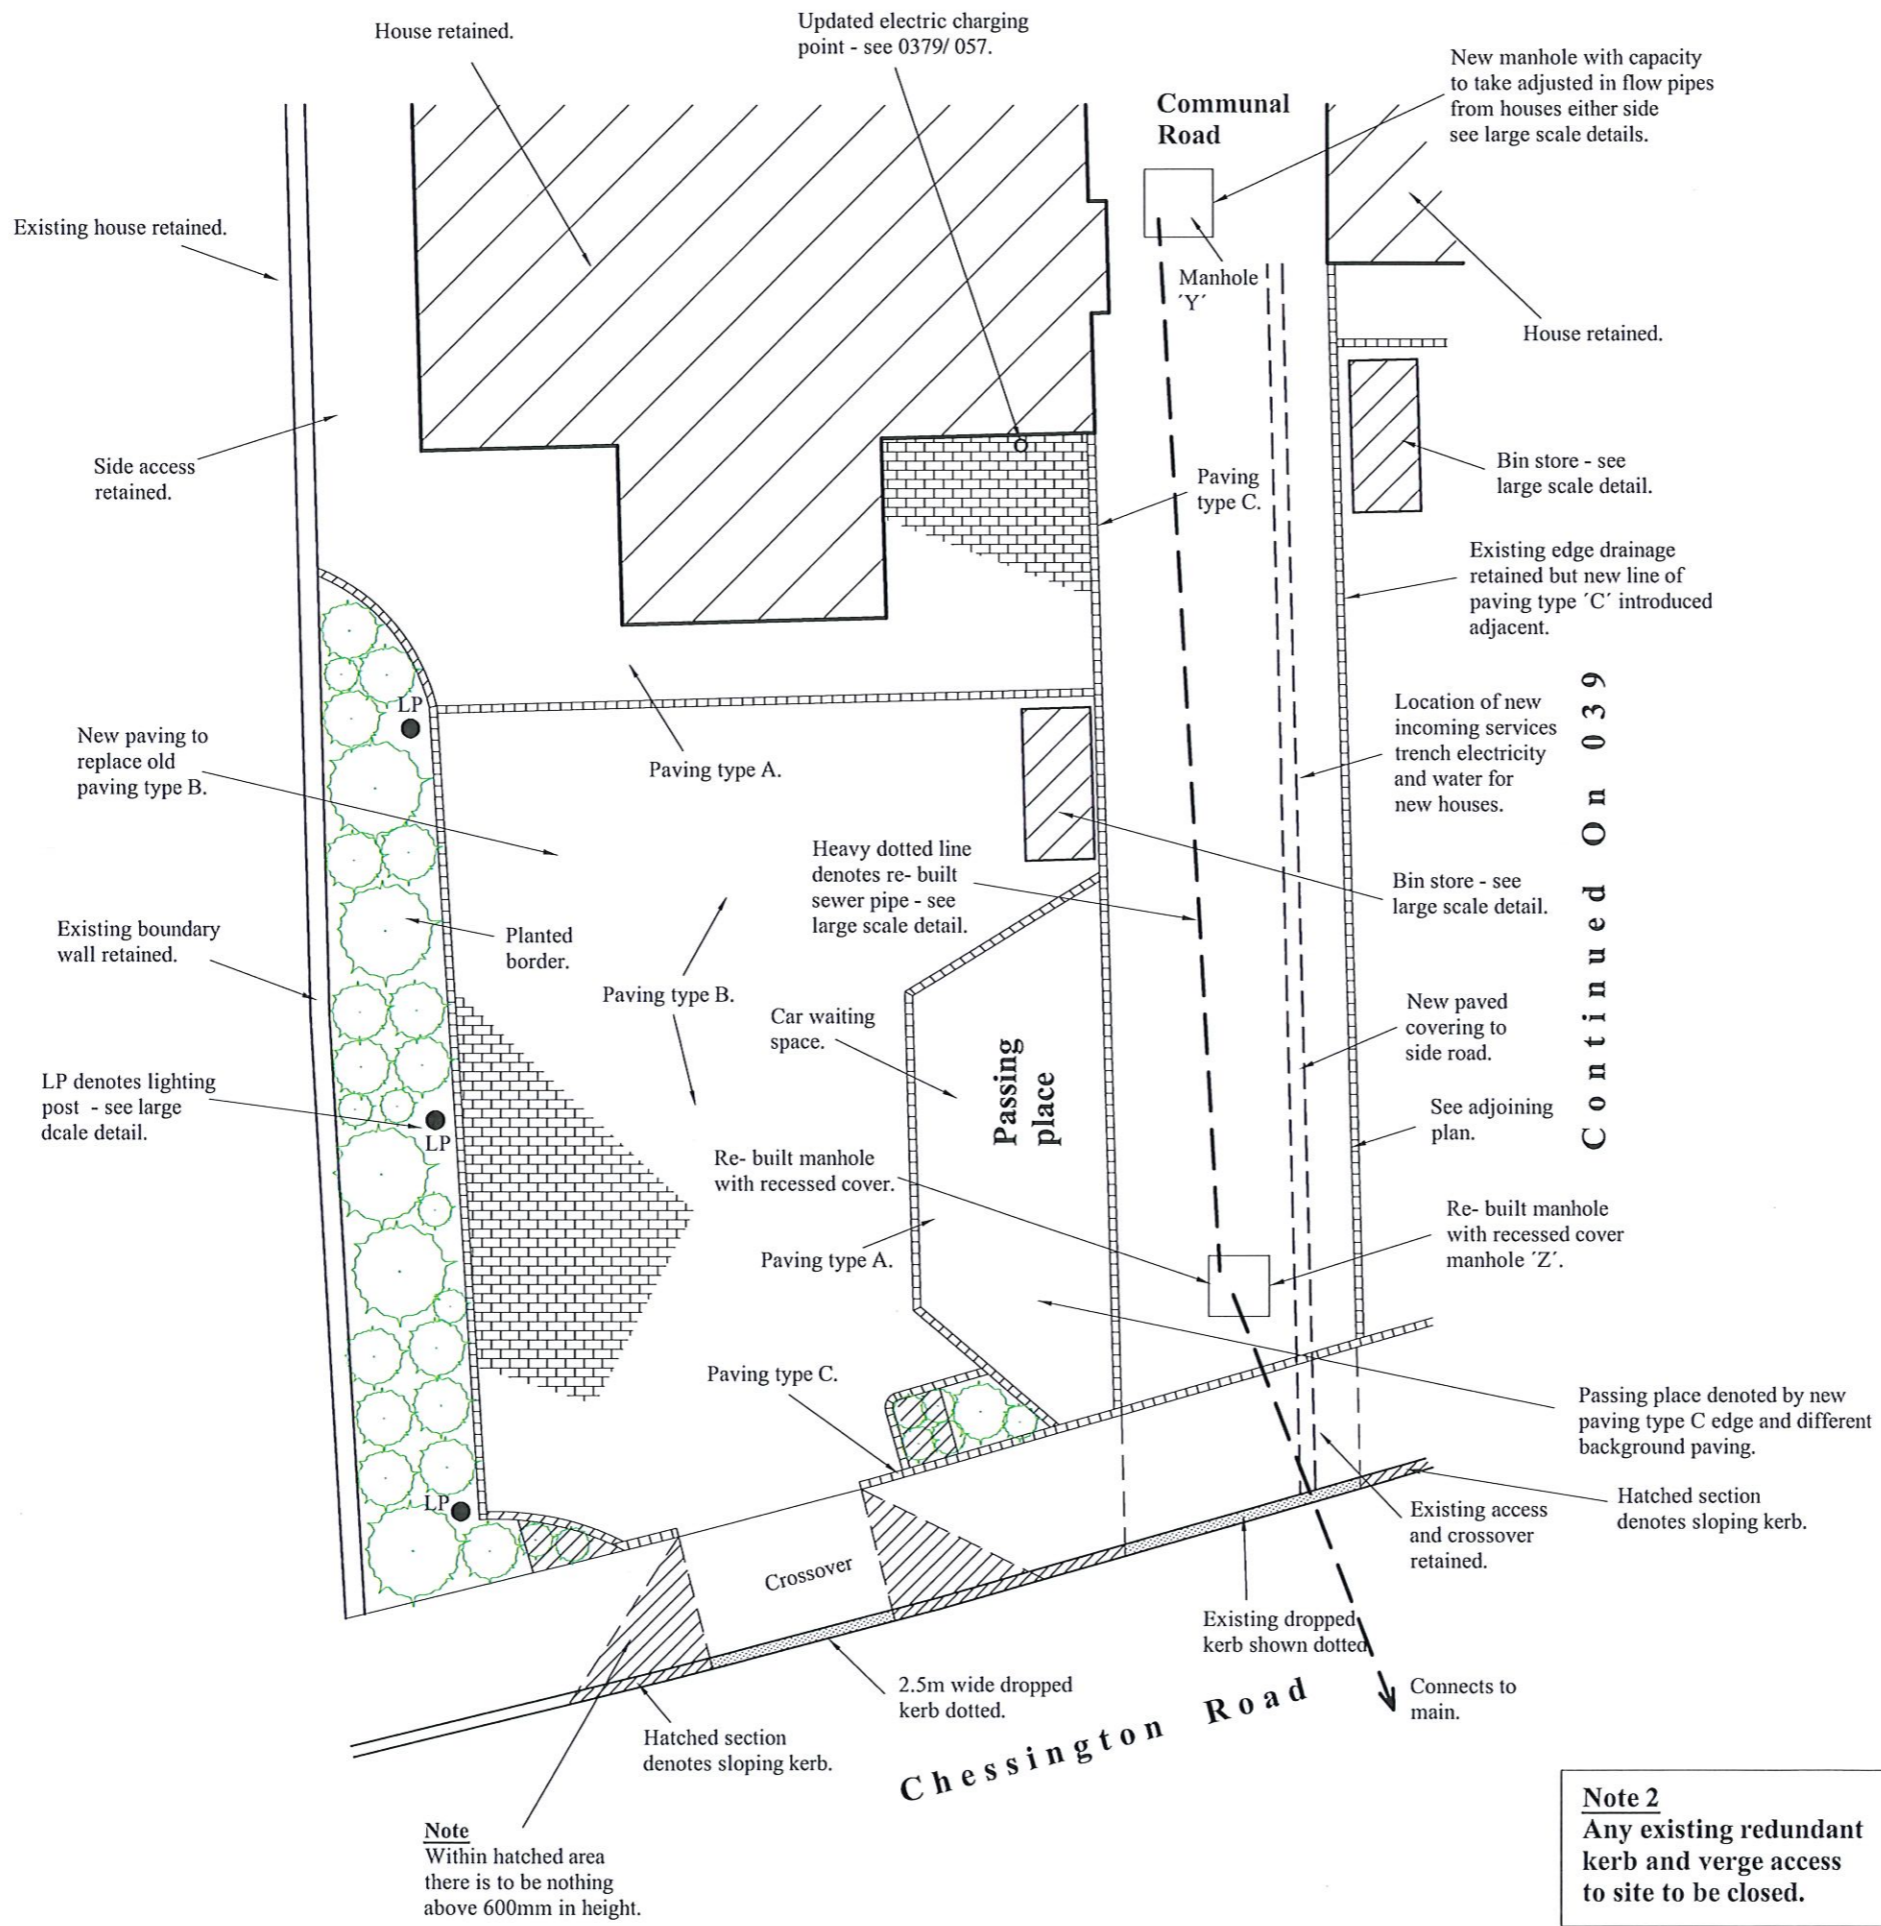 House retained.
Updated electric charging
point - see 0379/ 057.
New manhole with capacity
to take adjusted in flow pipes
from houses either side
see large scale details.
Communal
Road
Existing house retained.
Manhole
´Y´
House retained.
Side access
retained.
Paving
type C.
Bin store - see
large scale detail.
Existing edge drainage
retained but new line of
paving type ´C´ introduced
adjacent.
LP
New paving to
replace old
paving type B.
Paving type A.
Location of new
incoming services
trench electricity
and water for
new houses.
Continued On 039
Heavy dotted line
denotes re- built
sewer pipe - see
large scale detail.
Bin store - see
large scale detail.
Existing boundary
wall retained.
Planted
border.
Paving type B.
Car waiting
space.
Passing
place
New paved
covering to
side road.
LP denotes lighting
post - see large
dcale detail.
LP
See adjoining
plan.
Re- built manhole
with recessed cover.
Paving type A.
Re- built manhole
with recessed cover
manhole ´Z´.
Paving type C.
Passing place denoted by new
paving type C edge and different
background paving.
LP
Crossover
Existing access
and crossover
retained.
Hatched section
denotes sloping kerb.
Existing dropped
kerb shown dotted
2.5m wide dropped
kerb dotted.
Connects to
main.
Hatched section
denotes sloping kerb.
Chessington Road
Note
Within hatched area
there is to be nothing
above 600mm in height.
Note 2
Any existing redundant
kerb and verge access
to site to be closed.